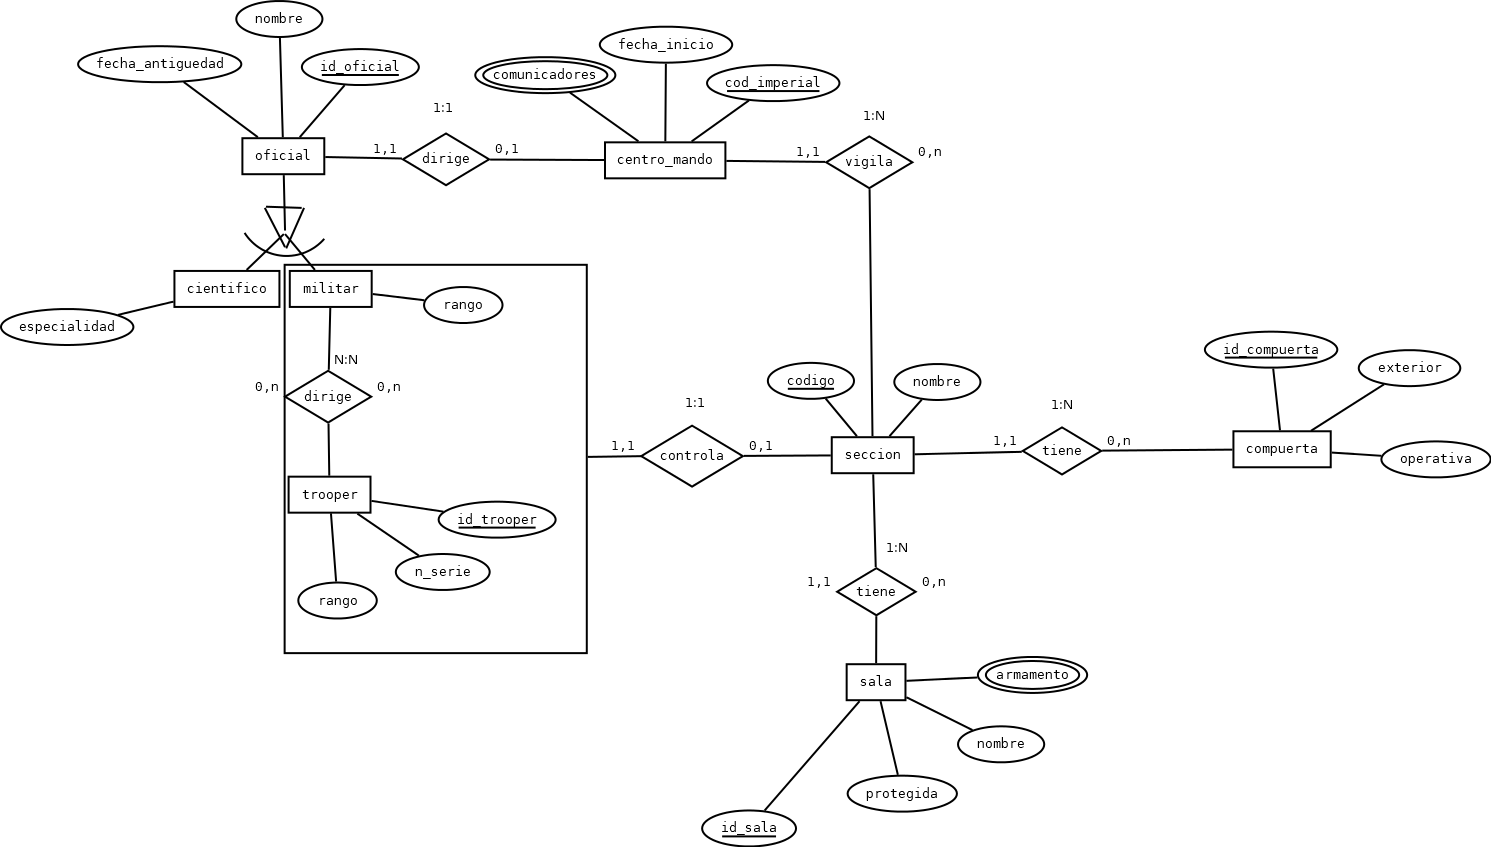 nombre
fecha_antiguedad
id_oficial
1:1
oficial
1,1
dirige
0,1
comunicadores
fecha_inicio
cod_imperial
centro_mando
1:N
1,1
vigila
0,n
cientifico
militar
especialidad
rango
N:N
0,n
dirige
0,n
trooper
id_trooper
n_serie
rango
1:1
1,1
controla
0,1
codigo
nombre
seccion
1:N
1,1
tiene
0,n
id_compuerta
exterior
compuerta
operativa
1:N
1,1
tiene
0,n
sala
armamento
nombre
protegida
id_sala